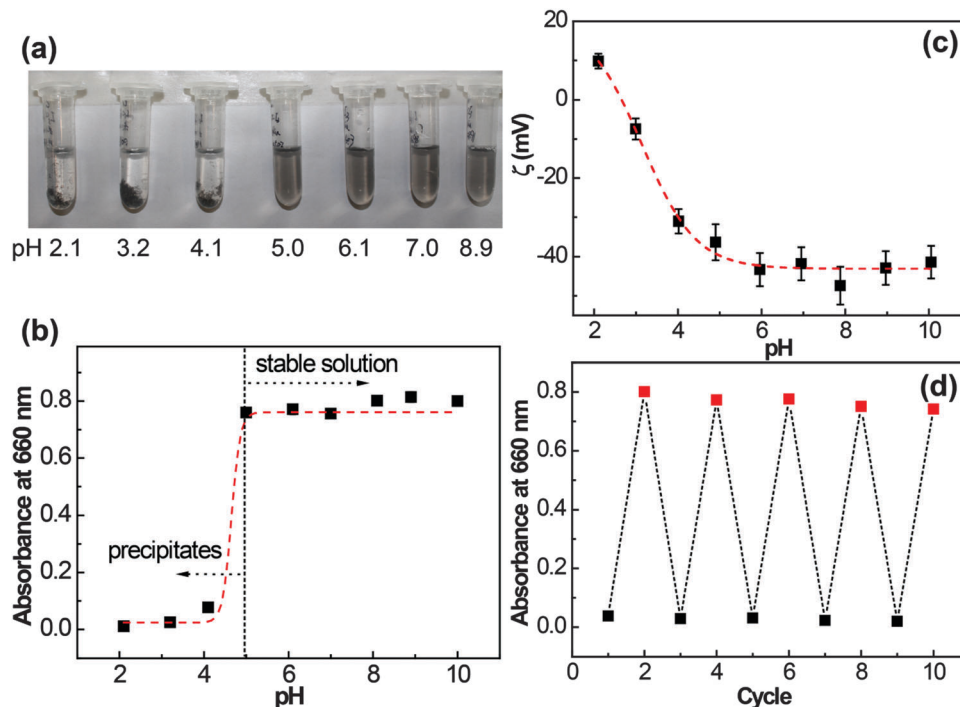 (a)
pH 2.1 3.2 4.1 5.0 6.1 7.0 8.9
(b)
Absorbance at 660 nm
0.8
0.6
0.4
0.2
0.0
stable solution
precipitates
2 4 6 8 10
pH
(c)
ζ (mV)
20
0
-20
-40
2 4 6 8 10
pH
(d)
Absorbance at 660 nm
0.8
0.6
0.4
0.2
0.0
0 2 4 6 8 10
Cycle